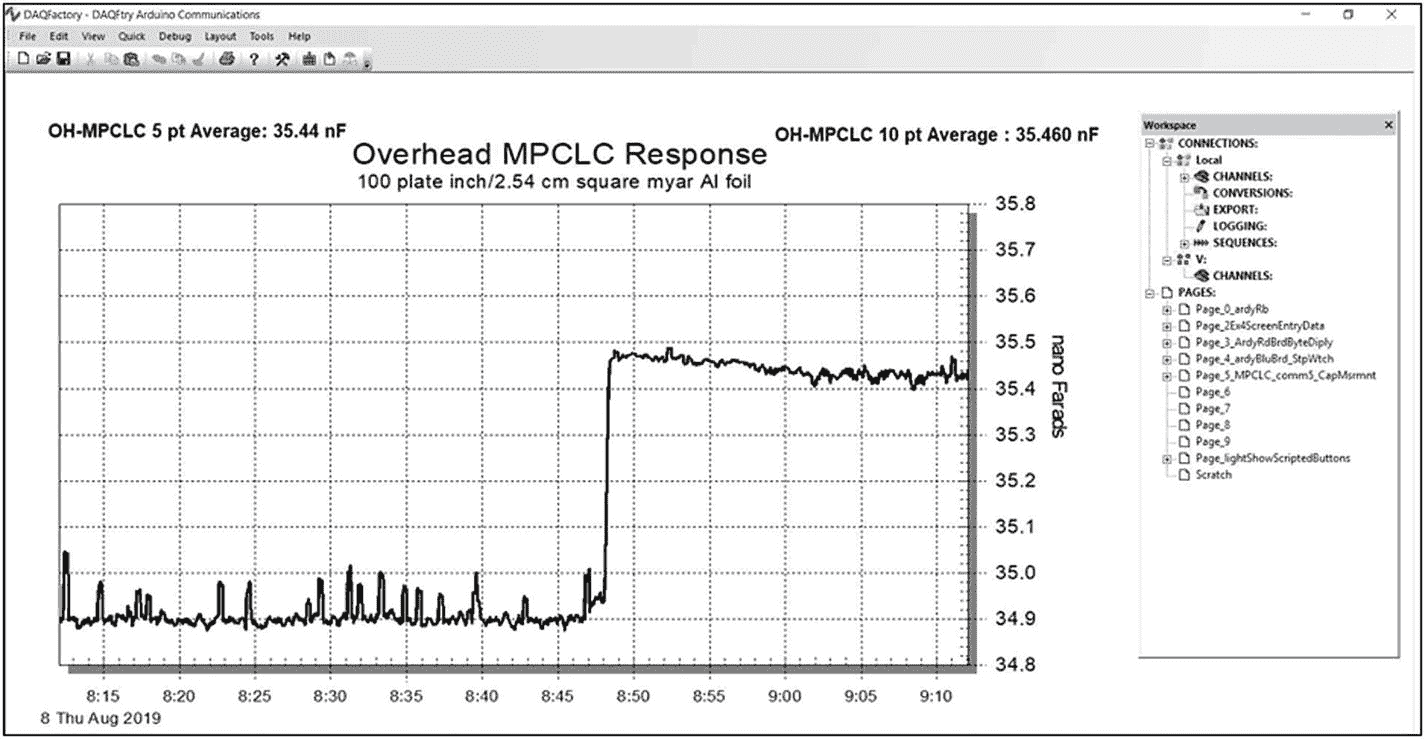 DAQFactory - DAQFtry Arduino Communications
File Edit View Quick Debug Layout Tools Help
OH-MPCLC 5 pt Average: 35.44 nF
OH-MPCLC 10 pt Average : 35.460 nF
Overhead MPCLC Response
100 plate inch/2.54 cm square myar Al foil
35.8
35.7
35.6
35.5
35.4
35.3
35.2
35.1
35.0
34.9
34.8
nano Farads
8:15 8:20 8:25 8:30 8:35 8:40 8:45 8:50 8:55 9:00 9:05 9:10
8 Thu Aug 2019
Workspace
CONNECTIONS:
Local
CHANNELS:
CONVERSIONS:
EXPORT:
LOGGING:
SEQUENCES:
V:
CHANNELS:
PAGES:
Page_0_ardyRb
Page_2Ex4ScreenEntryData
Page_3_ArdyRdBrdByteDiply
Page_4_ardyBluBrd_StpWtch
Page_5_MPCLC_comm5_CapMsrmnt
Page_6
Page_7
Page_8
Page_9
Page_lightShowScriptedButtons
Scratch